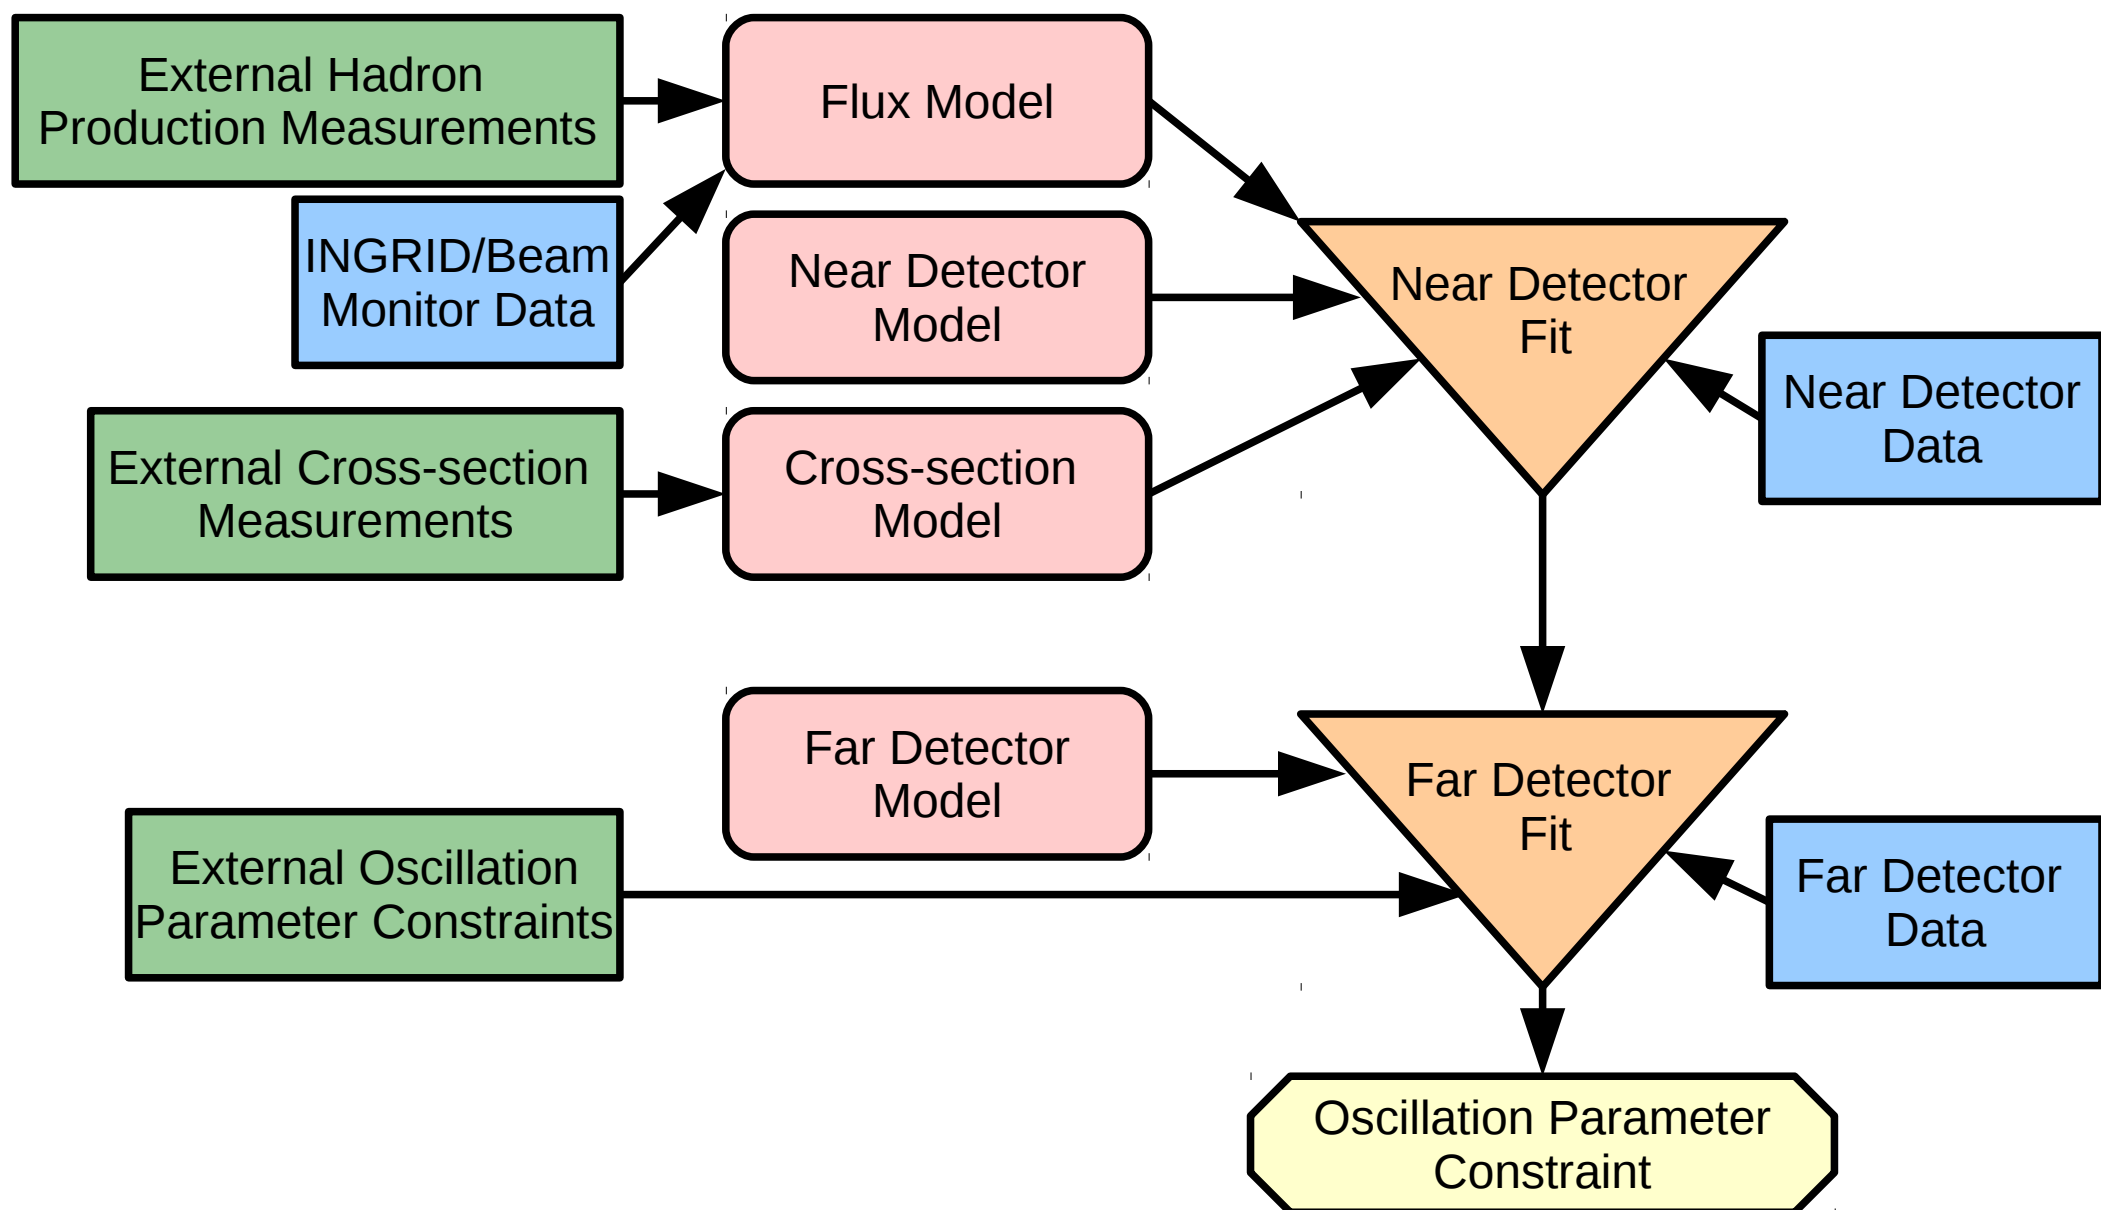 External Hadron
Production Measurements
Flux Model
INGRID/Beam
Monitor Data
Near Detector
Model
Near Detector
Fit
Near Detector
Data
External Cross-section
Measurements
Cross-section
Model
Far Detector
Model
Far Detector
Fit
External Oscillation
Parameter Constraints
Far Detector
Data
Oscillation Parameter
Constraint